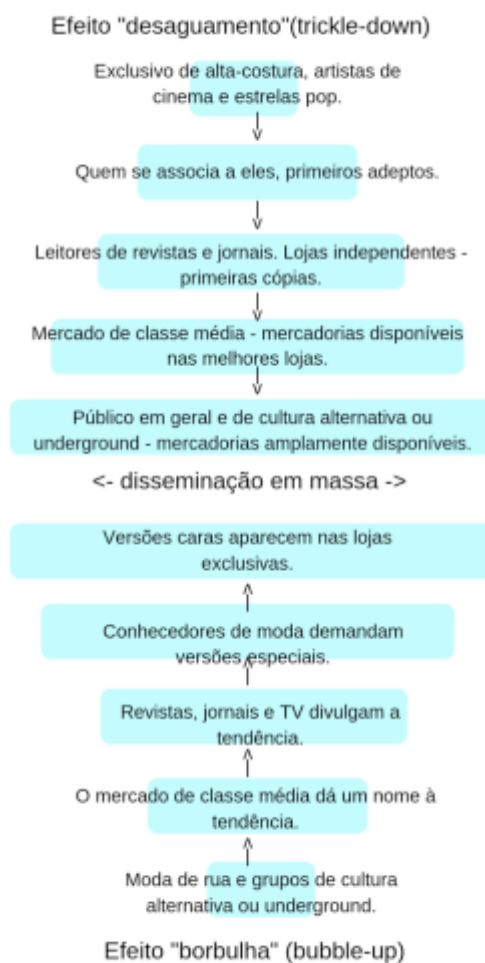 Efeito "desaguamento"(trickle-down)
Exclusivo de alta-costura, artistas de
cinema e estrelas pop.
Quem se associa a eles, primeiros adeptos.
Leitores de revistas e jornais. Lojas independentes -
primeiras cópias.
Mercado de classe média - mercadorias disponíveis
nas melhores lojas.
Público em geral e de cultura alternativa ou
underground - mercadorias amplamente disponíveis.
<- disseminação em massa ->
Versões caras aparecem nas lojas
exclusivas.
Conhecedores de moda demandam
versões especiais.
Revistas, jornais e TV divulgam a
tendência.
O mercado de classe média dá um nome à
tendência.
Moda de rua e grupos de cultura
alternativa ou underground.
Efeito "borbulha" (bubble-up)